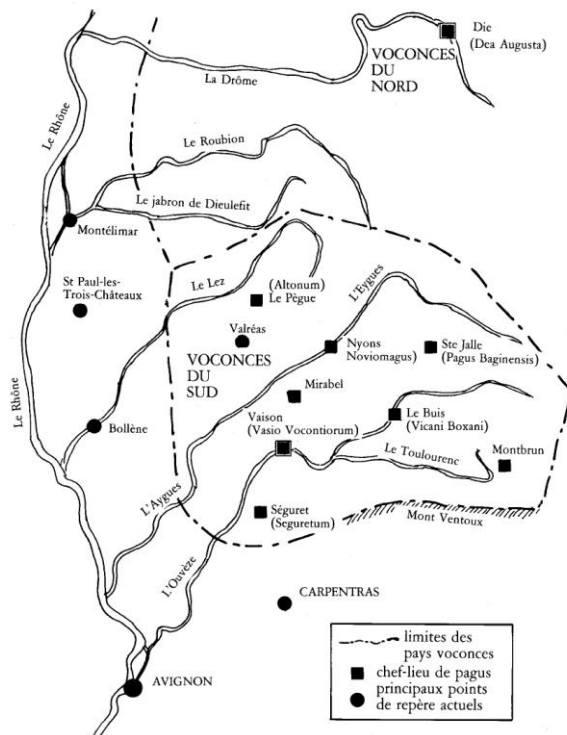 Die
(Dea Augusta)
VOCONCES
DU
NORD
La Drôme
Le Rhône
Le Roubion
Le jabron de Dieulefit
Montélimar
St Paul-les-
Trois-Châteaux
Le Lez
(Altonum)
Le Pègue
L'Eygues
Valréas
VOCONCES
DU
SUD
Nyons
Noviomagus)
Ste Jalle
(Pagus Baginensis)
Mirabel
Le Rhône
Bollène
Vaison
(Vasio Vocontiorum)
Le Buis
(Vicani Boxani)
Le Toulourenc
Montbrun
L'Aygues
Séguret
(Seguretum)
Mont Ventoux
L'Ouvèze
CARPENTRAS
AVIGNON
limites des
pays voconces
chef-lieu de pagus
principaux points
de repère actuels